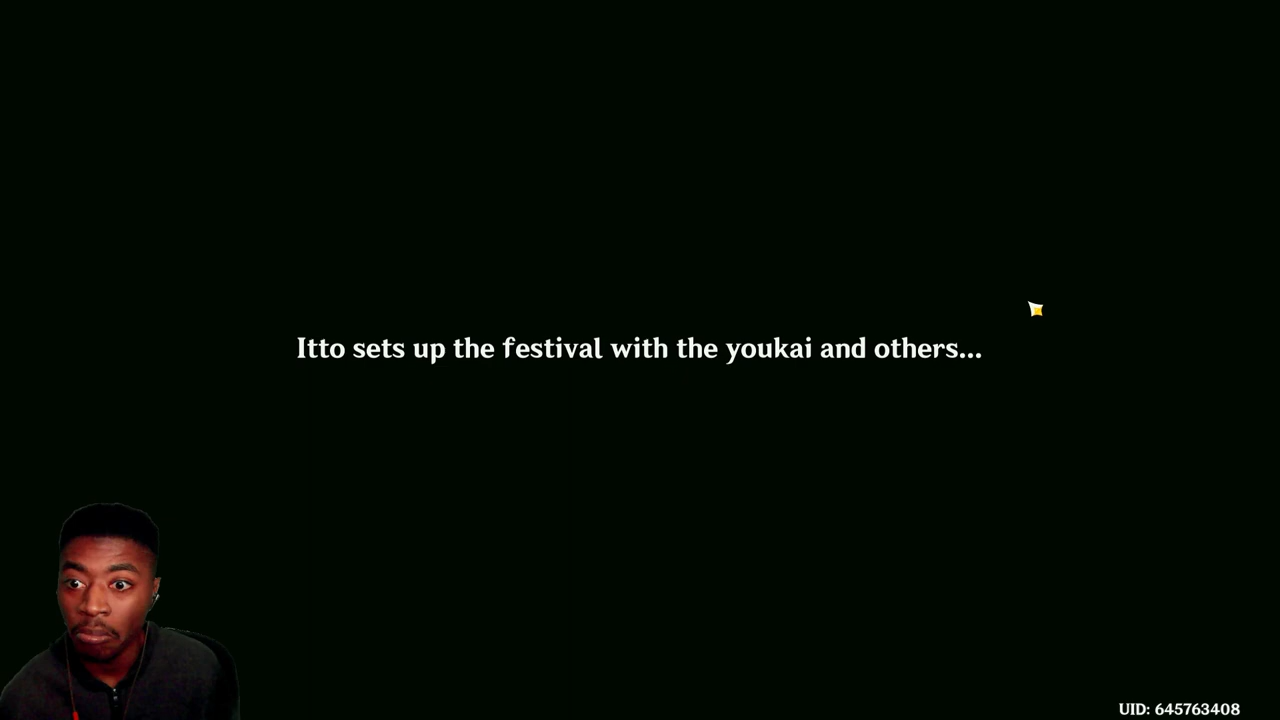 Itto sets up the festival with the youkai and others...
UID: 645763408